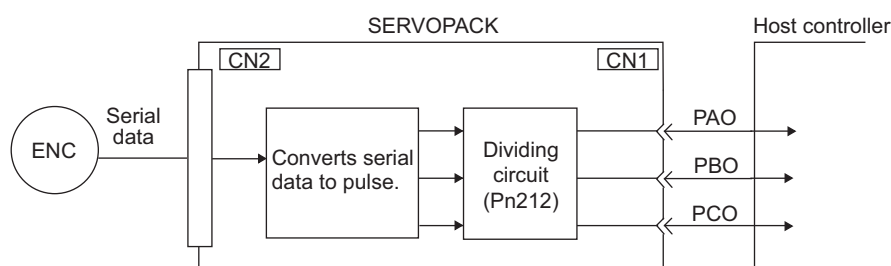 SERVOPACK
Host controller
CN2
CN1
Serial
data
ENC
Converts serial
data to pulse.
Dividing
circuit
(Pn212)
PAO
PBO
PCO